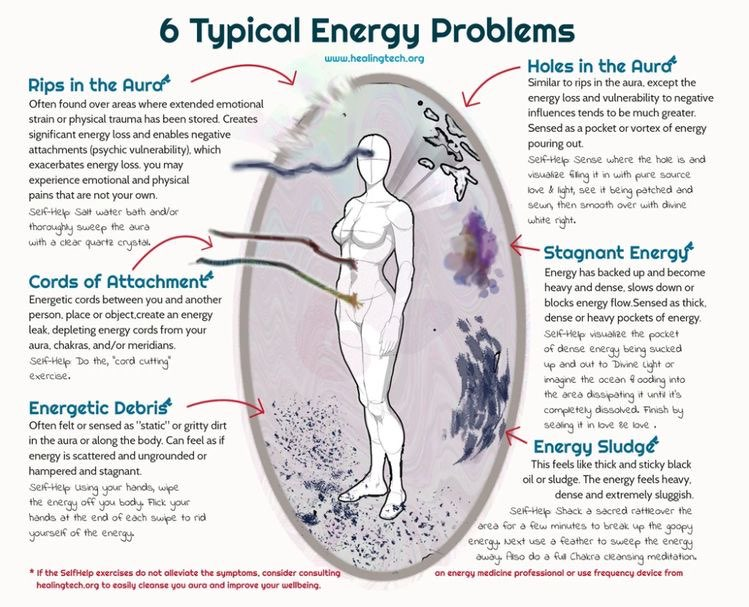 6 Typical Energy Problems
www.healingtech.org
Rips in the Aura
Often found over areas where extended emotional
strain or physical trauma has been stored. Creates
significant energy loss and enables negative
attachments (psychic vulnerability), which
exacerbates energy loss. you may
experience emotional and physical
pains that are not your own.
Self-Help Salt water bath and/or
thoroughly sweep the aura
with a clear quartz crystal.
Cords of Attachment
Energetic cords between you and another
person, place or object,create an energy
leak, depleting energy cords from your
aura, chakras, and/or meridians.
Self-Help Do the, "cord cutting"
exercise.
Energetic Debris
Often felt or sensed as "static" or gritty dirt
in the aura or along the body. Can feel as if
energy is scattered and ungrounded or
hampered and stagnant.
Self-Help Using your hands, wipe
the energy off you body. Flick your
hands at the end of each swipe to rid
yourself of the energy.
Holes in the Aura
Similar to rips in the aura, except the
energy loss and vulnerability to negative
influences tends to be much greater.
Sensed as a pocket or vortex of energy
pouring out.
Self-Help Sense where the hole is and
visualize filling it in with pure source
love & light, see it being patched and
sewn, then smooth over with divine
white right.
Stagnant Energy
Energy has backed up and become
heavy and dense, slows down or
blocks energy flow.Sensed as thick,
dense or heavy pockets of energy.
Self-Help visualize the pocket
of dense energy being sucked
up and out to Divine Light or
imagine the ocean flooding into
the area dissipating it until it's
completely dissolved. Finish by
sealing it in love &e love .
Energy Sludge
This feels like thick and sticky black
oil or sludge. The energy feels heavy,
dense and extremely sluggish.
Self-Help Shack a sacred rattleover the
area for a few minutes to break up the goopy
energy. Next use a feather to sweep the energy
away. Also do a full Chakra cleansing meditation.
* If the SelfHelp exercises do not alleviate the symptoms, consider consulting an energy medicine professional or use frequency device from
healingtech.org to easily cleanse you aura and improve your wellbeing.